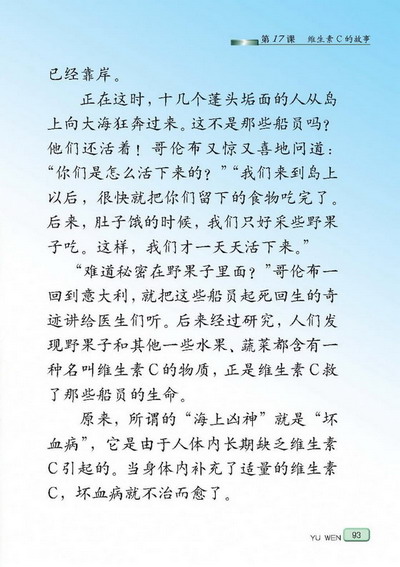 第17课 维生素C的故事
已经靠岸。
正在这时，十几个蓬头垢面的人从岛
上向大海狂奔过来。这不是那些船员吗？
他们还活着！哥伦布又惊又喜地问道：
“你们是怎么活下来的？”“我们来到岛上
以后，很快就把你们留下的食物吃完了。
后来，肚子饿的时候，我们只好采些野果
子吃。这样，我们才一天天活下来。”
“难道秘密在野果子里面？”哥伦布一
回到意大利，就把这些船员起死回生的奇
迹讲给医生们听。后来经过研究，人们发
现野果子和其他一些水果、蔬菜都含有一
种名叫维生素C的物质，正是维生素C救
了那些船员的生命。
原来，所谓的“海上凶神”就是“坏
血病”，它是由于人体内长期缺乏维生素
C引起的。当身体内补充了适量的维生素
C，坏血病就不治而愈了。
YU WEN 93